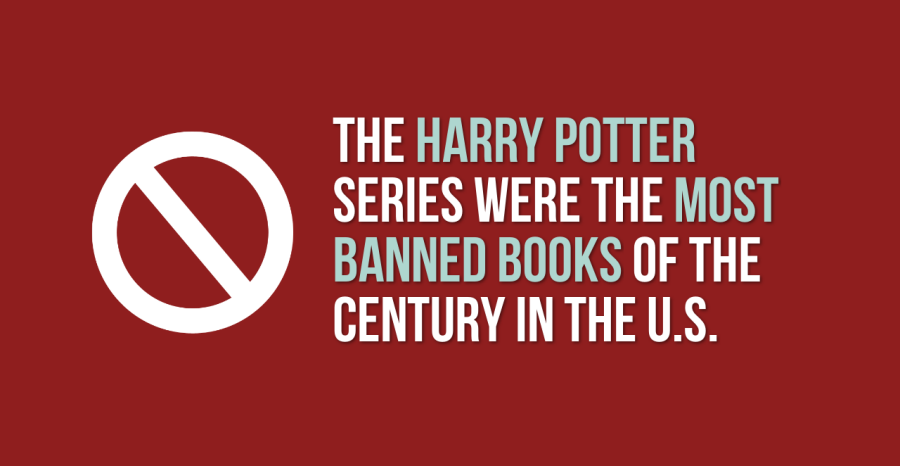 THE HARRY POTTER
SERIES WERE THE MOST
BANNED BOOKS OF THE
CENTURY IN THE U.S.